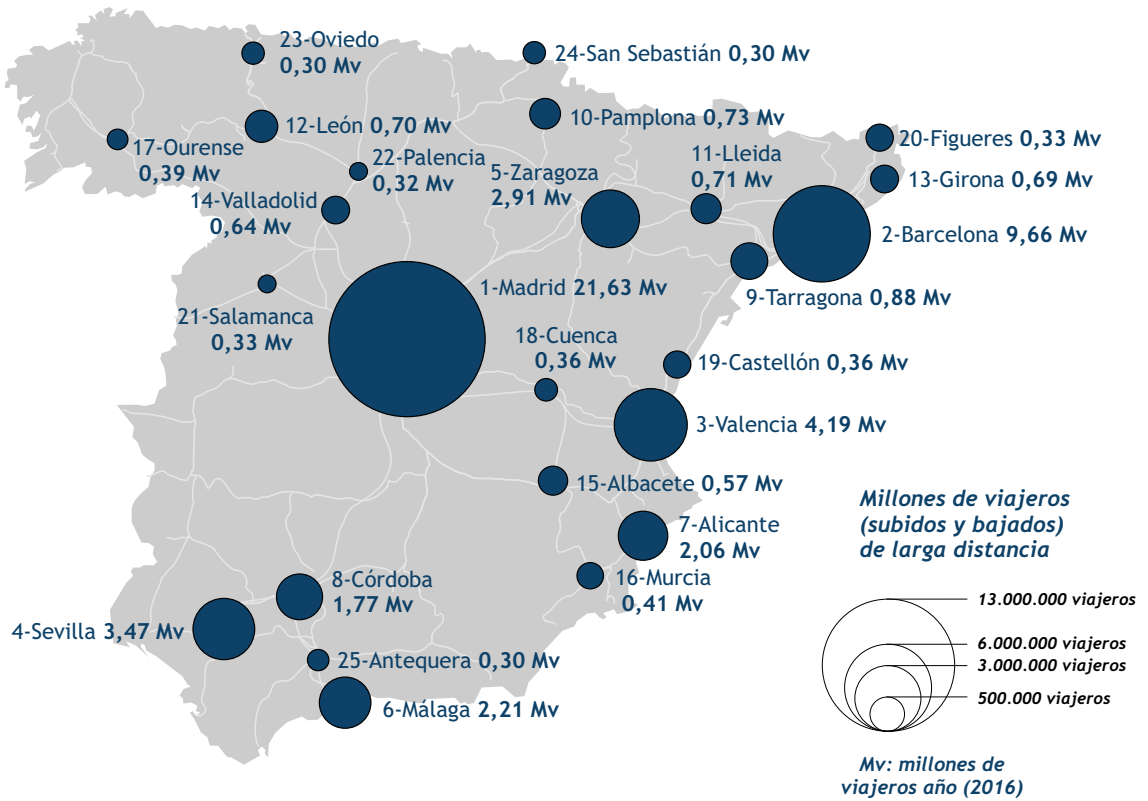 23-Oviedo
0,30 Mv
24-San Sebastián 0,30 Mv
12-León 0,70 Mv
10-Pamplona 0,73 Mv
20-Figueres 0,33 Mv
17-Ourense
0,39 Mv
22-Palencia
0,32 Mv
5-Zaragoza
2,91 Mv
11-Lleida
0,71 Mv
13-Girona 0,69 Mv
14-Valladolid
0,64 Mv
2-Barcelona 9,66 Mv
1-Madrid 21,63 Mv
9-Tarragona 0,88 Mv
21-Salamanca
0,33 Mv
18-Cuenca
0,36 Mv
19-Castellón 0,36 Mv
3-Valencia 4,19 Mv
15-Albacete 0,57 Mv
7-Alicante
2,06 Mv
16-Murcia
0,41 Mv
8-Córdoba
1,77 Mv
4-Sevilla 3,47 Mv
25-Antequera 0,30 Mv
6-Málaga 2,21 Mv
Millones de viajeros
(subidos y bajados)
de larga distancia
13.000.000 viajeros
6.000.000 viajeros
3.000.000 viajeros
500.000 viajeros
Mv: millones de
viajeros año (2016)